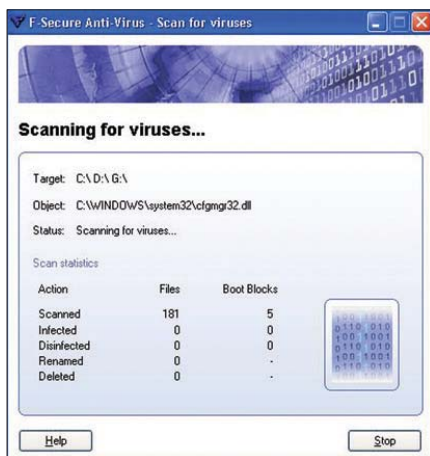 F-Secure Anti-Virus - Scan for viruses
Scanning for viruses...
Target: C:\ D:\ G:\
Object: C:\WINDOWS\system32\cfgmgr32.dll
Status: Scanning for viruses...
Scan statistics
Action Files Boot Blocks
Scanned 181 5
Infected 0 0
Disinfected 0 0
Renamed 0 -
Deleted 0 -
Help Stop